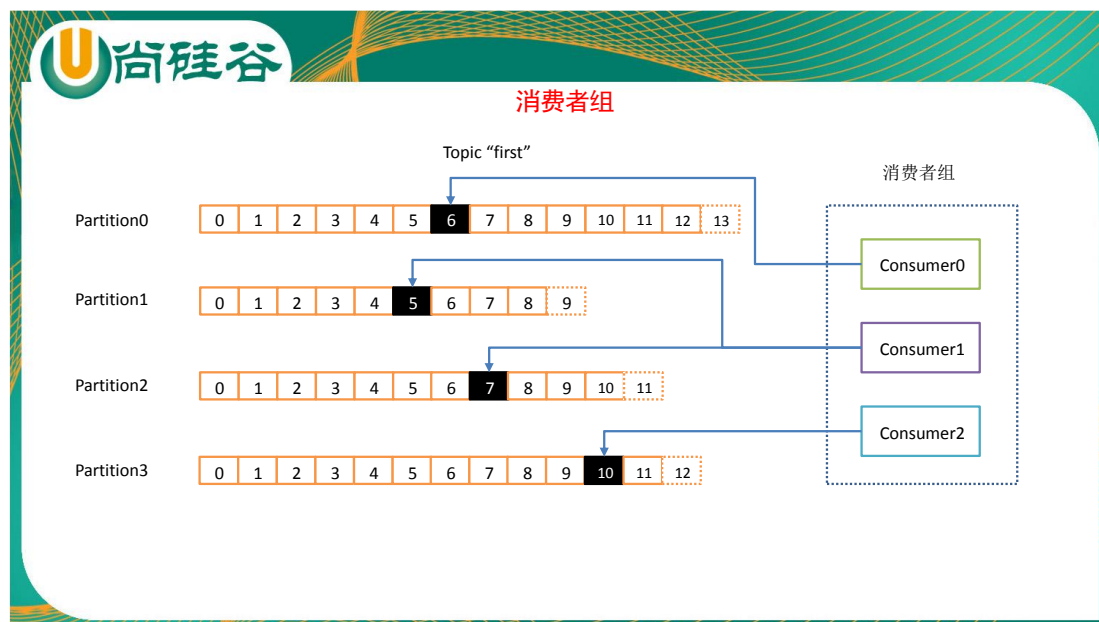 尚硅谷
消费者组
Topic “first”
消费者组
Partition0
0 1 2 3 4 5 6 7 8 9 10 11 12 13
Consumer0
Partition1
0 1 2 3 4 5 6 7 8 9
Consumer1
Partition2
0 1 2 3 4 5 6 7 8 9 10 11
Consumer2
Partition3
0 1 2 3 4 5 6 7 8 9 10 11 12